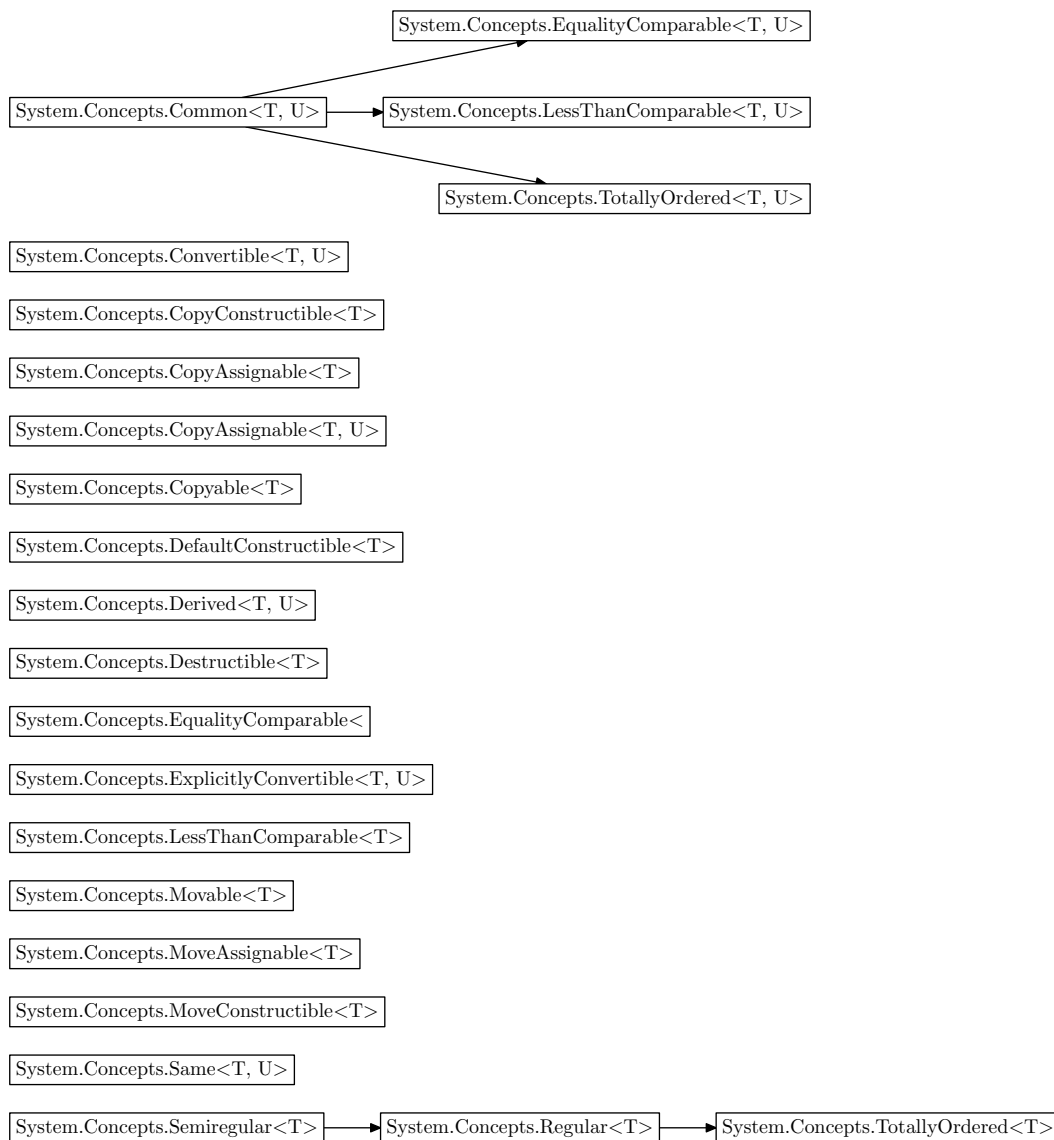 System.Concepts.EqualityComparable<T, U>
System.Concepts.Common<T, U>
System.Concepts.LessThanComparable<T, U>
System.Concepts.TotallyOrdered<T, U>
System.Concepts.Convertible<T, U>
System.Concepts.CopyConstructible<T>
System.Concepts.CopyAssignable<T>
System.Concepts.CopyAssignable<T, U>
System.Concepts.Copyable<T>
System.Concepts.DefaultConstructible<T>
System.Concepts.Derived<T, U>
System.Concepts.Destructible<T>
System.Concepts.EqualityComparable<
System.Concepts.ExplicitlyConvertible<T, U>
System.Concepts.LessThanComparable<T>
System.Concepts.Movable<T>
System.Concepts.MoveAssignable<T>
System.Concepts.MoveConstructible<T>
System.Concepts.Same<T, U>
System.Concepts.Semiregular<T> System.Concepts.Regular<T> System.Concepts.TotallyOrdered<T>